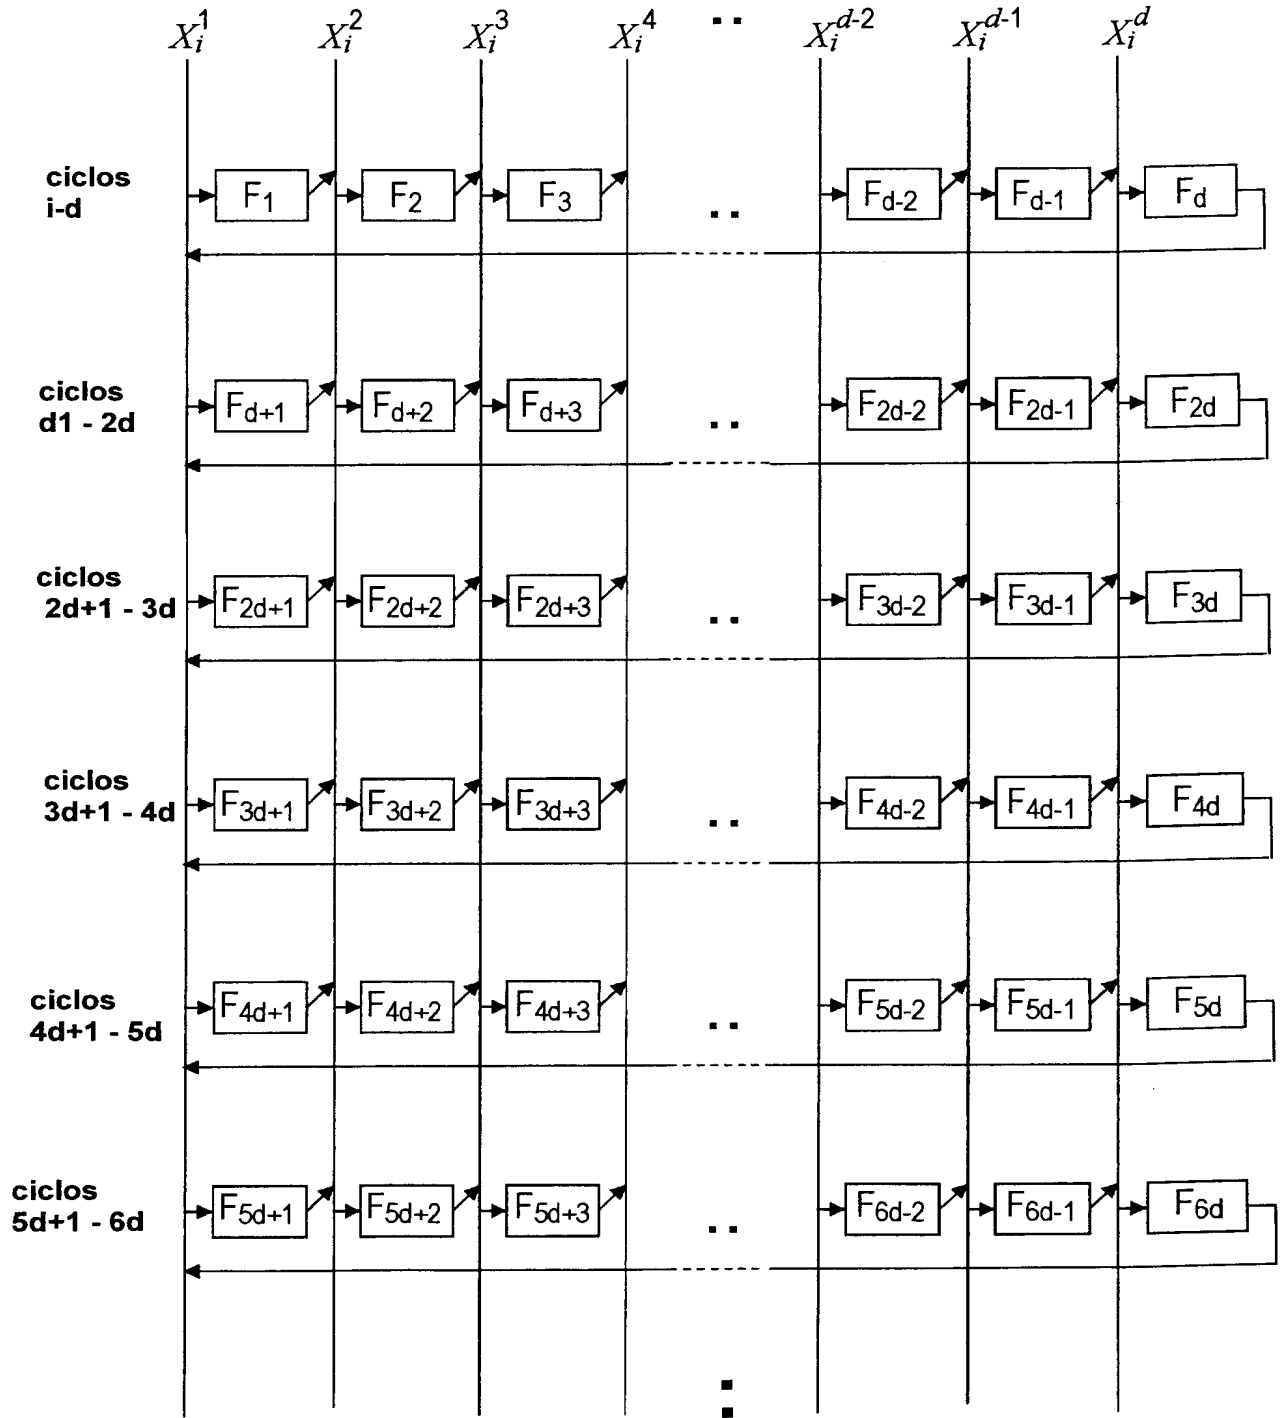 X_i^1 X_i^2 X_i^3 X_i^4 .. X_i^{d-2} X_i^{d-1} X_i^d
ciclos
i-d
F1 F2 F3 .. Fd-2 Fd-1 Fd
ciclos
d1 - 2d
Fd+1 Fd+2 Fd+3 .. F2d-2 F2d-1 F2d
ciclos
2d+1 - 3d
F2d+1 F2d+2 F2d+3 .. F3d-2 F3d-1 F3d
ciclos
3d+1 - 4d
F3d+1 F3d+2 F3d+3 .. F4d-2 F4d-1 F4d
ciclos
4d+1 - 5d
F4d+1 F4d+2 F4d+3 .. F5d-2 F5d-1 F5d
ciclos
5d+1 - 6d
F5d+1 F5d+2 F5d+3 .. F6d-2 F6d-1 F6d